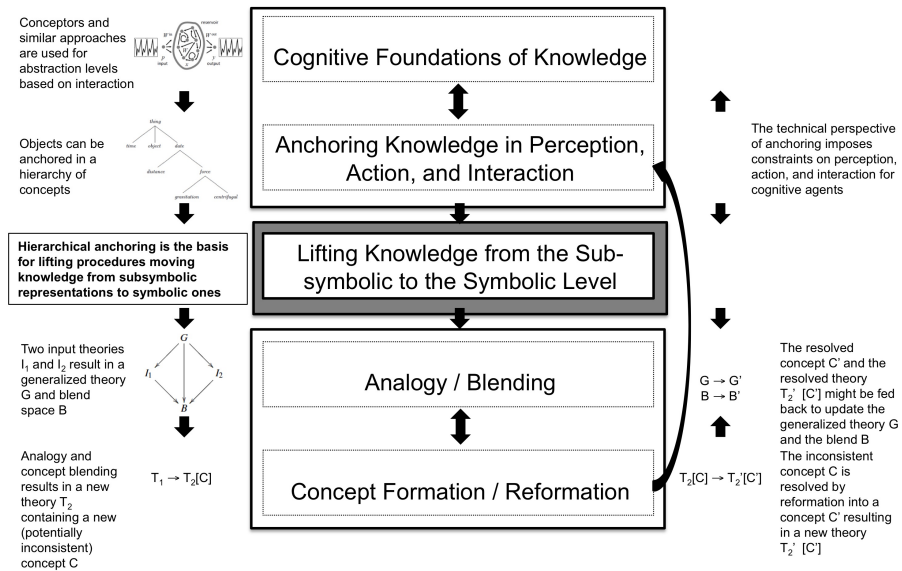 Conceptors and
similar approaches
are used for
abstraction levels
based on interaction
reservoir
W^in
W^out
W
p
x
y
input
output
Cognitive Foundations of Knowledge
Objects can be
anchored in a
hierarchy of
concepts
thing
time object date
distance force
gravitation centrifugal
Anchoring Knowledge in Perception,
Action, and Interaction
The technical perspective
of anchoring imposes
constraints on perception,
action, and interaction for
cognitive agents
Hierarchical anchoring is the basis
for lifting procedures moving
knowledge from subsymbolic
representations to symbolic ones
Lifting Knowledge from the Sub-
symbolic to the Symbolic Level
Two input theories
I₁ and I₂ result in a
generalized theory
G and blend
space B
G
I₁ I₂
B
Analogy / Blending
G → G'
B → B'
The resolved
concept C' and the
resolved theory
T₂' [C'] might be fed
back to update the
generalized theory G
and the blend B
Analogy and
concept blending
results in a new
theory T₂
containing a new
(potentially
inconsistent)
concept C
T₁ → T₂[C]
Concept Formation / Reformation
T₂[C] → T₂'[C']
The inconsistent
concept C is
resolved by
reformation into a
concept C' resulting
in a new theory
T₂' [C']